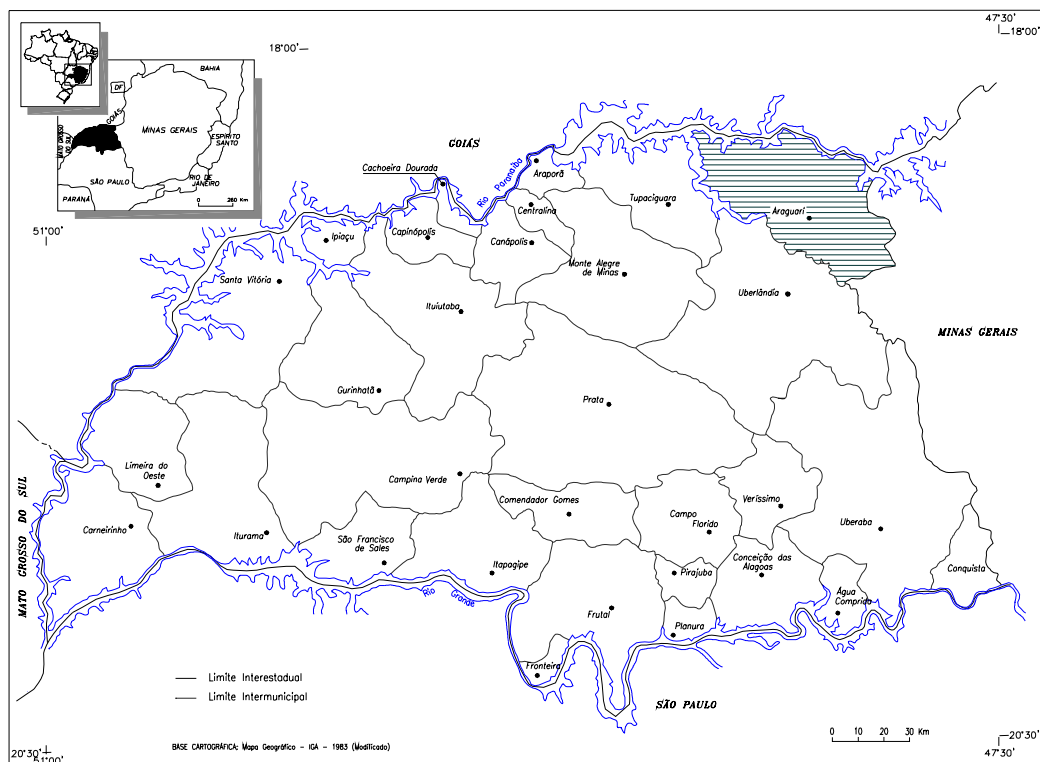 47°30'
18°00'
18°00'
BAHIA
DF
GOIÁS
MINAS GERAIS
MATO GROSSO
DO SUL
ESPÍRITO
SANTO
SÃO PAULO
RIO DE
JANEIRO
PARANÁ
0 260 Km
51°00'
GOIÁS
Cachoeira Dourada
Rio Paranaíba
Araporã
Centralina
Tupaciguara
Araguari
Ipiaçu
Capinópolis
Canápolis
Santa Vitória
Monte Alegre
de Minas
Uberlândia
Ituiutaba
MINAS GERAIS
Gurinhatã
Prata
Limeira do
Oeste
Campina Verde
Comendador Gomes
Veríssimo
MATO GROSSO DO SUL
Carneirinho
Iturama
São Francisco
de Sales
Campo
Florido
Uberaba
Itapagipe
Pirajuba
Conceição das
Alagoas
Conquista
Rio Grande
Frutal
Água
Comprida
Planura
Fronteira
Limite Interestadual
Limite Intermunicipal
SÃO PAULO
0 10 20 30 Km
BASE CARTOGRÁFICA: Mapa Geográfico - IGA - 1983 (Modificado)
20°30'
51°00'
20°30'
47°30'